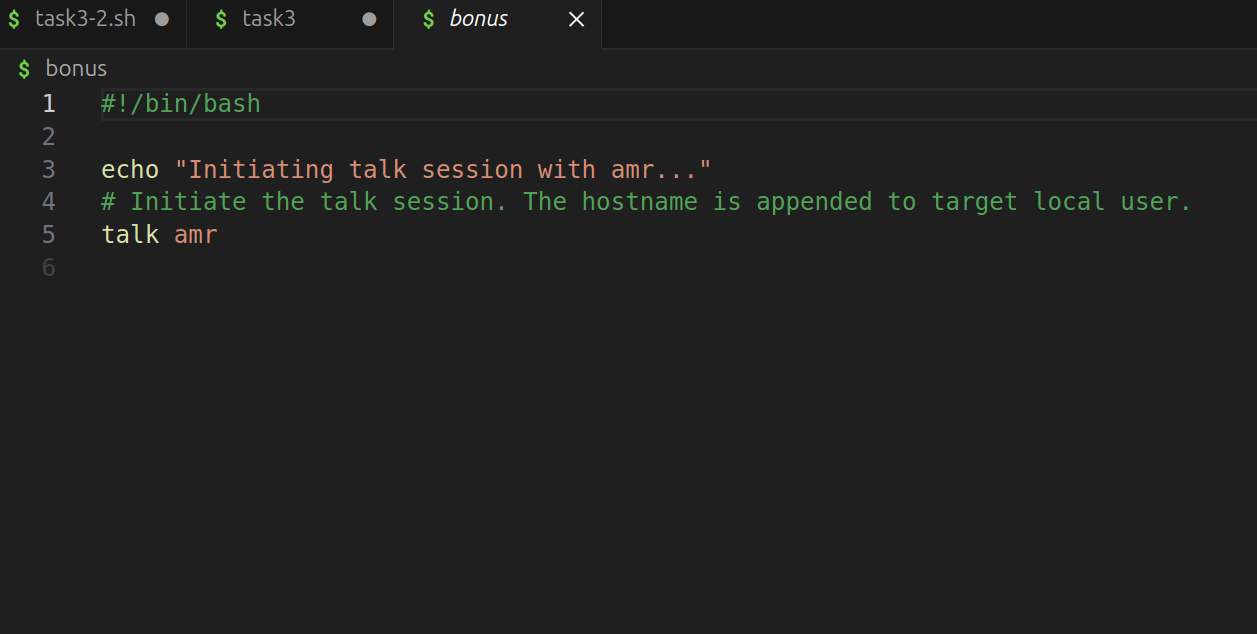 $ task3-2.sh ● $ task3 ● $ bonus ×
$ bonus
1 #!/bin/bash
2
3 echo "Initiating talk session with amr..."
4 # Initiate the talk session. The hostname is appended to target local user.
5 talk amr
6